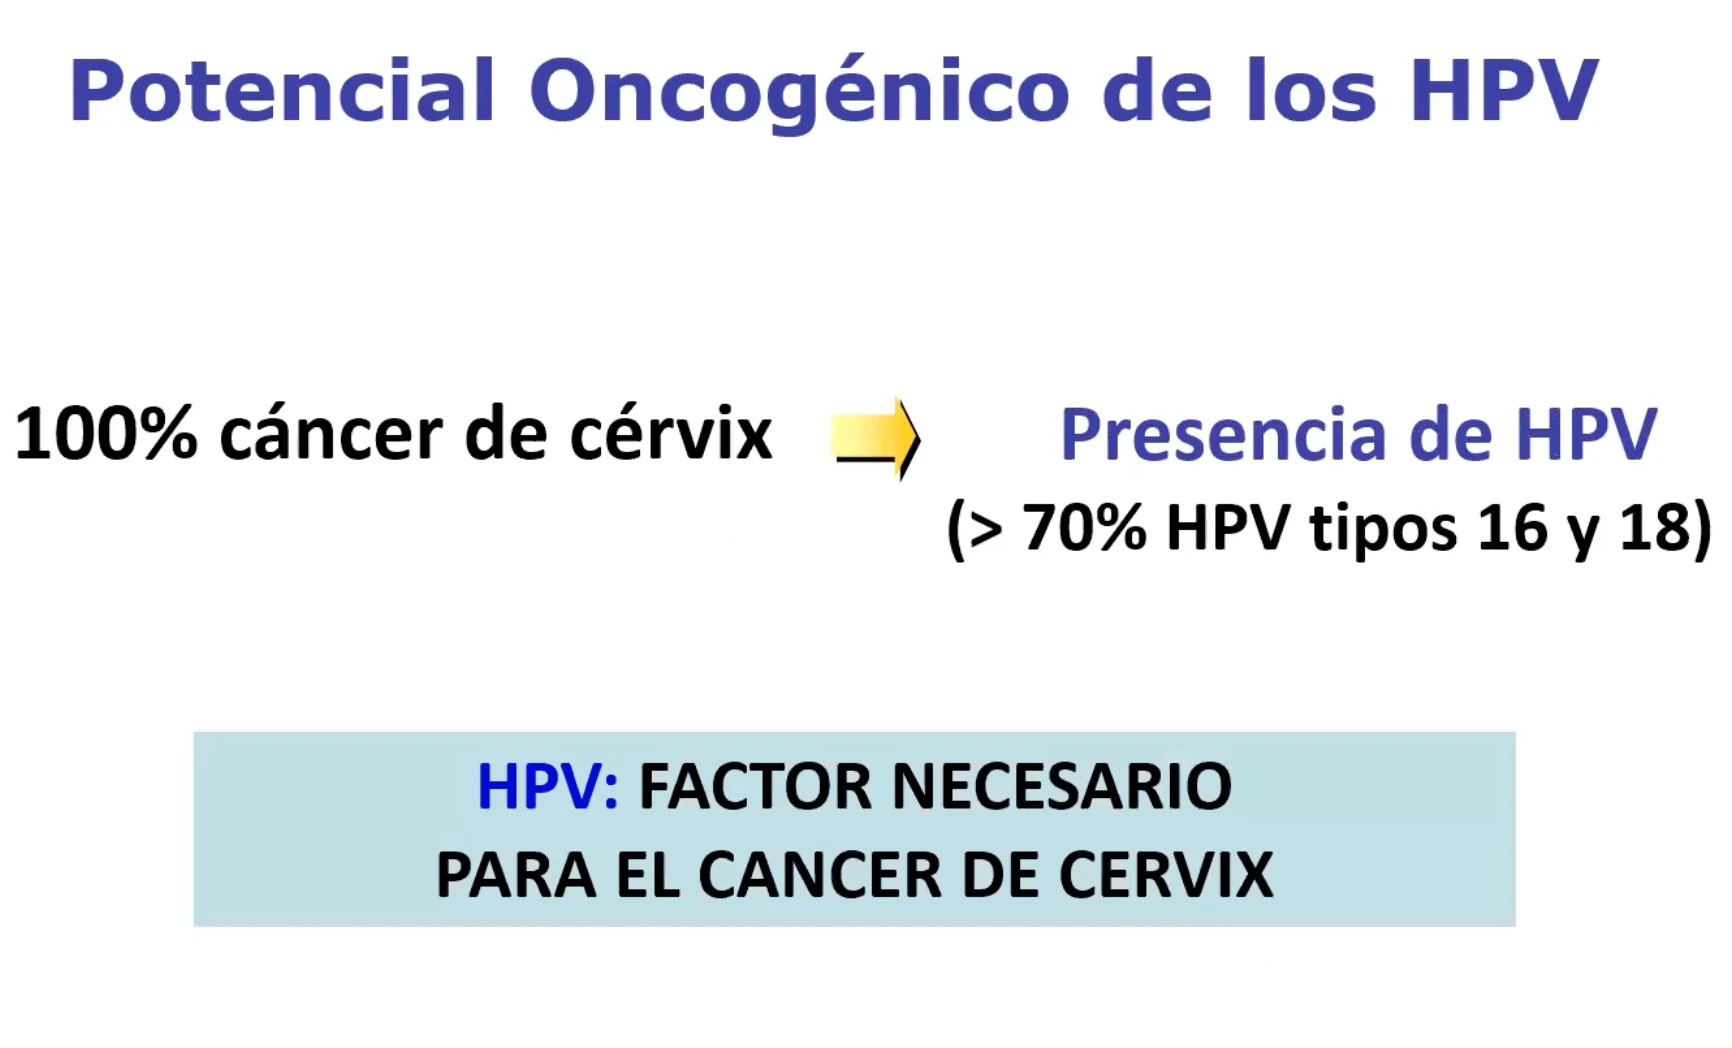 Potencial Oncogénico de los HPV
100% cáncer de cérvix
Presencia de HPV
(> 70% HPV tipos 16 y 18)
HPV: FACTOR NECESARIO
PARA EL CANCER DE CERVIX